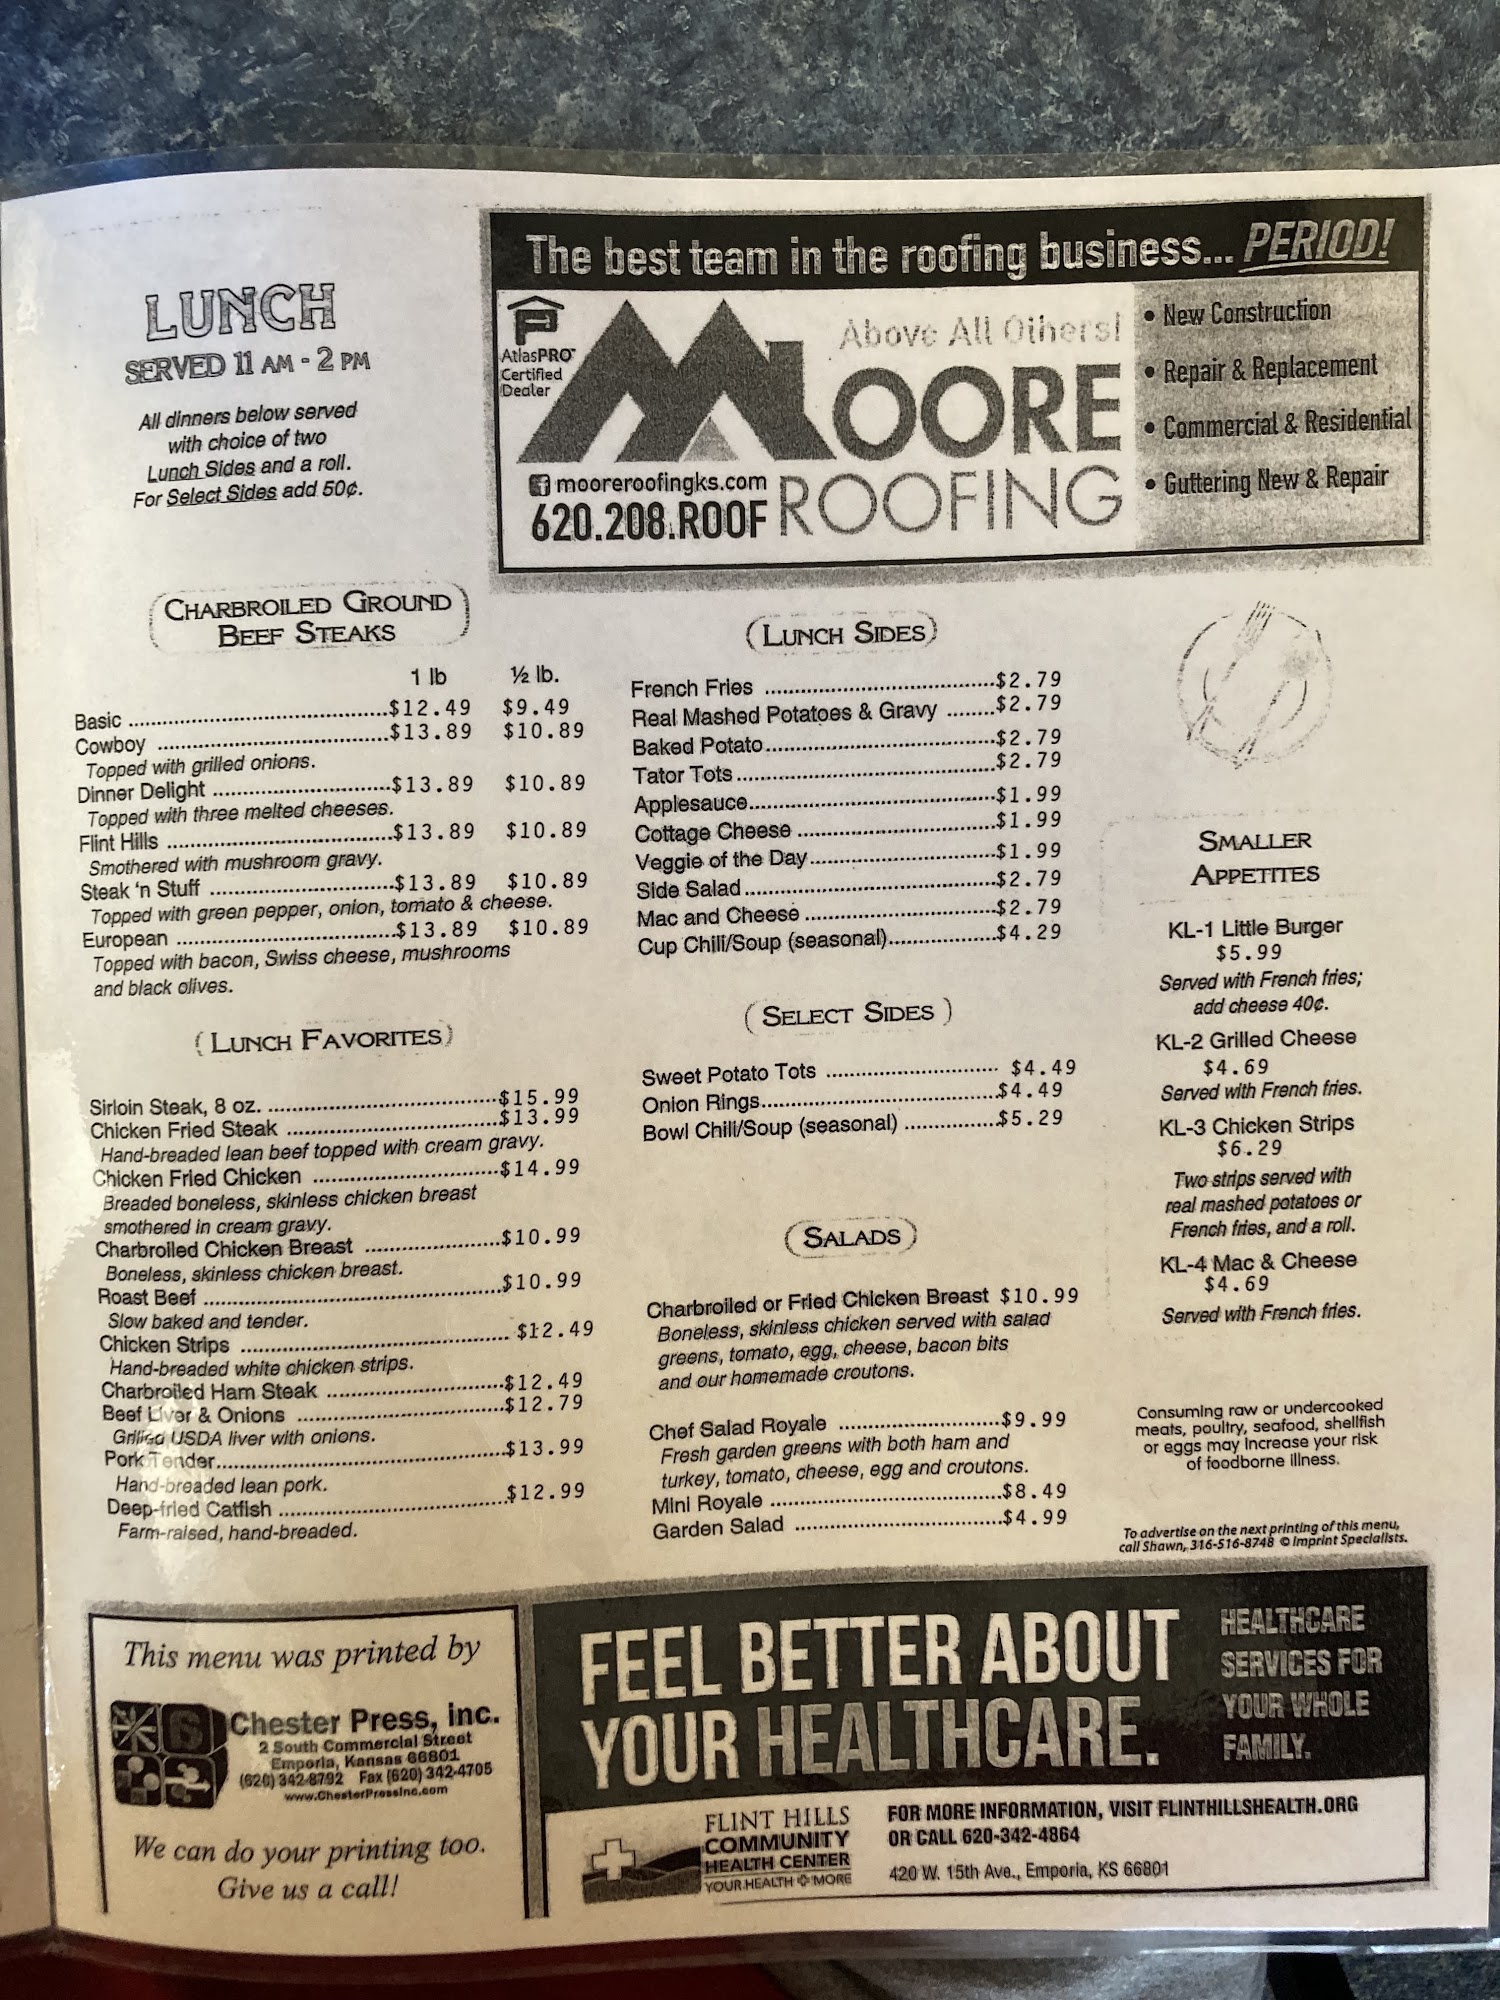 LUNCH
SERVED 11 AM - 2 PM
All dinners below served
with choice of two
Lunch Sides and a roll.
For Select Sides add 50¢.
The best team in the roofing business... PERIOD!
AtlasPRO™
Certified
Dealer
Above All Others!
MOORE
ROOFING
mooreroofingks.com
620.208.ROOF
• New Construction
• Repair & Replacement
• Commercial & Residential
• Guttering New & Repair
CHARBROILED GROUND
BEEF STEAKS
1 lb ½ lb.
Basic $12.49 $9.49
Cowboy $13.89 $10.89
Topped with grilled onions.
Dinner Delight $13.89 $10.89
Topped with three melted cheeses.
Flint Hills $13.89 $10.89
Smothered with mushroom gravy.
Steak 'n Stuff $13.89 $10.89
Topped with green pepper, onion, tomato & cheese.
European $13.89 $10.89
Topped with bacon, Swiss cheese, mushrooms
and black olives.
LUNCH FAVORITES
Sirloin Steak, 8 oz. $15.99
Chicken Fried Steak $13.99
Hand-breaded lean beef topped with cream gravy.
Chicken Fried Chicken $14.99
Breaded boneless, skinless chicken breast
smothered in cream gravy.
Charbroiled Chicken Breast $10.99
Boneless, skinless chicken breast.
Roast Beef $10.99
Slow baked and tender.
Chicken Strips $12.49
Hand-breaded white chicken strips.
Charbroiled Ham Steak $12.49
Beef Liver & Onions $12.79
Grilled USDA liver with onions.
Pork Tender $13.99
Hand-breaded lean pork.
Deep-fried Catfish $12.99
Farm-raised, hand-breaded.
LUNCH SIDES
French Fries $2.79
Real Mashed Potatoes & Gravy $2.79
Baked Potato $2.79
Tator Tots $2.79
Applesauce $1.99
Cottage Cheese $1.99
Veggie of the Day $1.99
Side Salad $2.79
Mac and Cheese $2.79
Cup Chili/Soup (seasonal) $4.29
SELECT SIDES
Sweet Potato Tots $4.49
Onion Rings $4.49
Bowl Chili/Soup (seasonal) $5.29
SALADS
Charbroiled or Fried Chicken Breast $10.99
Boneless, skinless chicken served with salad
greens, tomato, egg, cheese, bacon bits
and our homemade croutons.
Chef Salad Royale $9.99
Fresh garden greens with both ham and
turkey, tomato, cheese, egg and croutons.
Mini Royale $8.49
Garden Salad $4.99
SMALLER
APPETITES
KL-1 Little Burger
$5.99
Served with French fries;
add cheese 40¢.
KL-2 Grilled Cheese
$4.69
Served with French fries.
KL-3 Chicken Strips
$6.29
Two strips served with
real mashed potatoes or
French fries, and a roll.
KL-4 Mac & Cheese
$4.69
Served with French fries.
Consuming raw or undercooked
meats, poultry, seafood, shellfish
or eggs may increase your risk
of foodborne illness.
To advertise on the next printing of this menu,
call Shawn, 316-516-8748 © Imprint Specialists.
This menu was printed by
Chester Press, inc.
2 South Commercial Street
Emporia, Kansas 66801
(620) 342-8792 Fax (620) 342-4705
www.ChesterPressInc.com
We can do your printing too.
Give us a call!
FEEL BETTER ABOUT
YOUR HEALTHCARE.
HEALTHCARE
SERVICES FOR
YOUR WHOLE
FAMILY.
FLINT HILLS
COMMUNITY
HEALTH CENTER
YOUR HEALTH + MORE
FOR MORE INFORMATION, VISIT FLINTHILLSHEALTH.ORG
OR CALL 620-342-4864
420 W. 15th Ave., Emporia, KS 66801